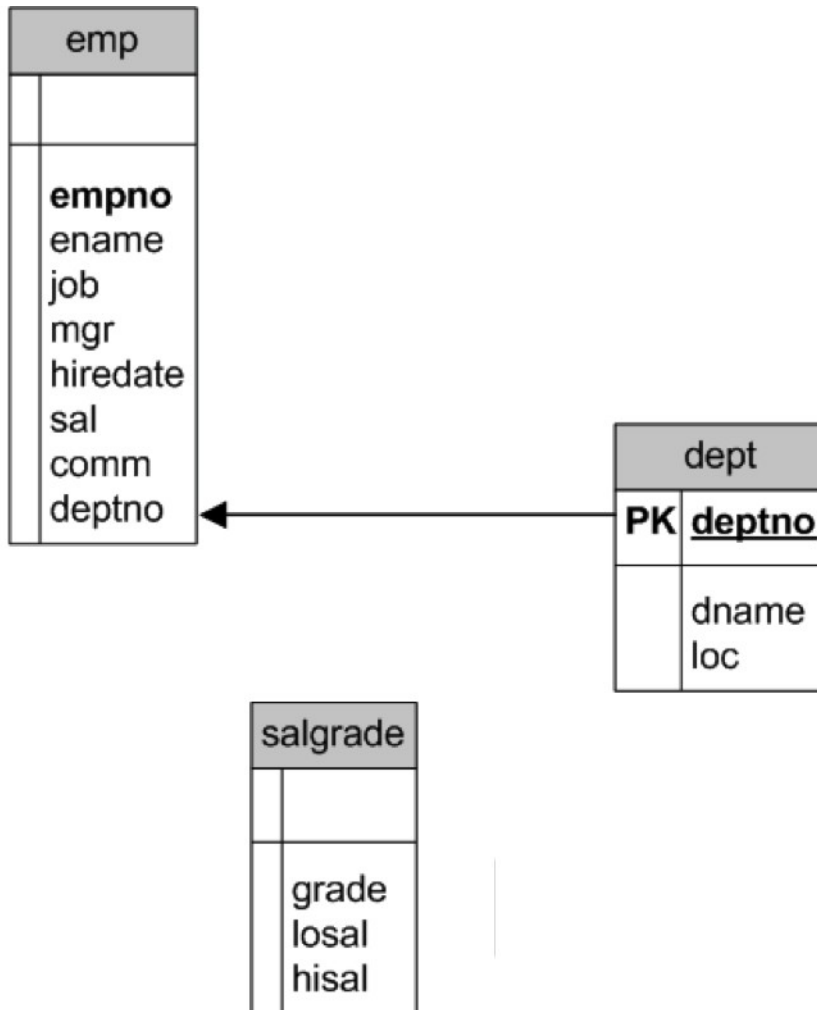 emp
empno
ename
job
mgr
hiredate
sal
comm
deptno
dept
PK deptno
dname
loc
salgrade
grade
losal
hisal